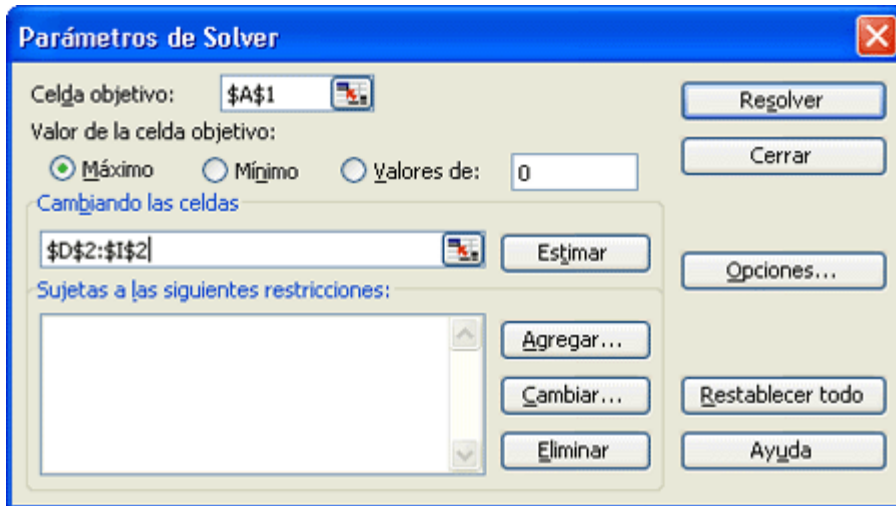 Parámetros de Solver
Celda objetivo: $A$1
Resolver
Valor de la celda objetivo:
Máximo Mínimo Valores de: 0
Cerrar
Cambiando las celdas
$D$2:$I$2 Estimar
Opciones...
Sujetas a las siguientes restricciones:
Agregar...
Cambiar... Restablecer todo
Eliminar Ayuda